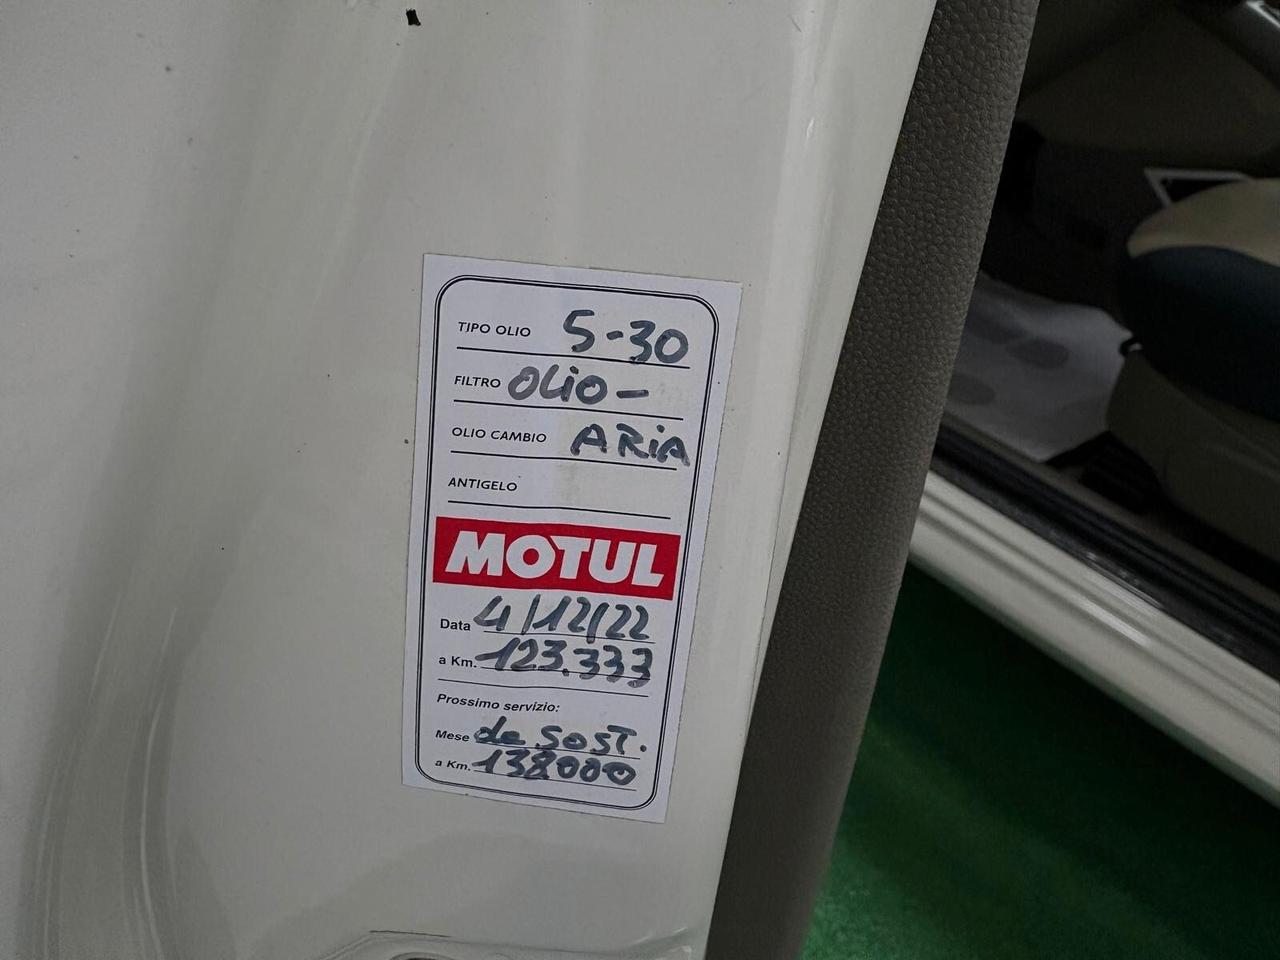 TIPO OLIO 5-30
FILTRO OLIO-
OLIO CAMBIO ARIA
ANTIGELO
MOTUL
Data 4/12/22
a Km. 123.333
Prossimo servizio:
Mese da SOST.
a Km. 138000